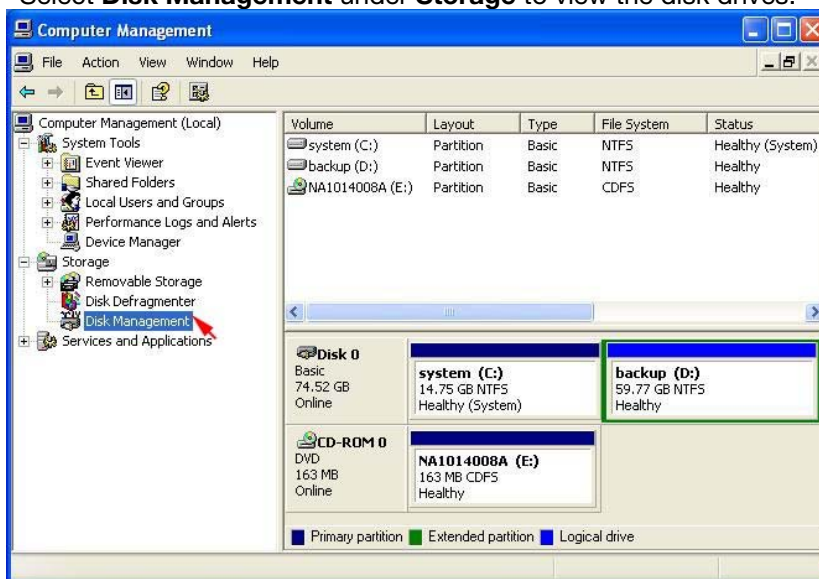 Select Disk Management under Storage to view the disk drives.
Computer Management
File Action View Window Help
Computer Management (Local)
System Tools
Event Viewer
Shared Folders
Local Users and Groups
Performance Logs and Alerts
Device Manager
Storage
Removable Storage
Disk Defragmenter
Disk Management
Services and Applications
Volume Layout Type File System Status
system (C:) Partition Basic NTFS Healthy (System)
backup (D:) Partition Basic NTFS Healthy
NA1014008A (E:) Partition Basic CDFS Healthy
Disk 0
Basic
74.52 GB
Online
system (C:)
14.75 GB NTFS
Healthy (System)
backup (D:)
59.77 GB NTFS
Healthy
CD-ROM 0
DVD
163 MB
Online
NA1014008A (E:)
163 MB CDFS
Healthy
Primary partition Extended partition Logical drive